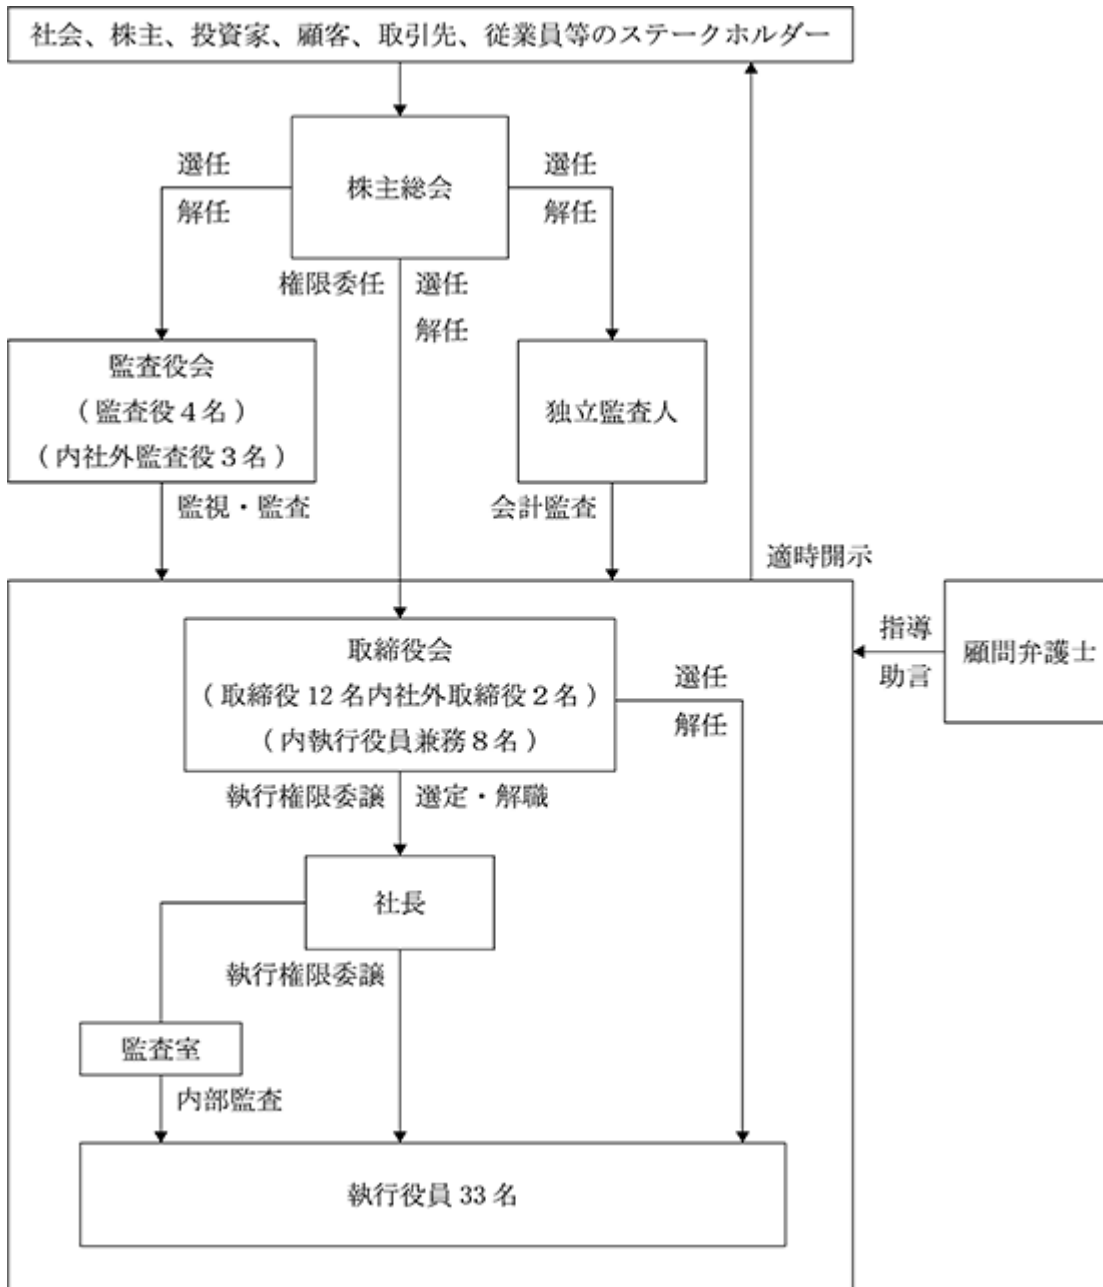 社会、株主、投資家、顧客、取引先、従業員等のステークホルダー
株主総会
選任
解任
選任
解任
権限委任
選任
解任
監査役会
(監査役4名)
(内社外監査役3名)
独立監査人
監視・監査
会計監査
適時開示
取締役会
(取締役12名内社外取締役2名)
(内執行役員兼務8名)
選任
解任
指導
助言
顧問弁護士
執行権限委譲
選定・解職
社長
執行権限委譲
監査室
内部監査
執行役員33名